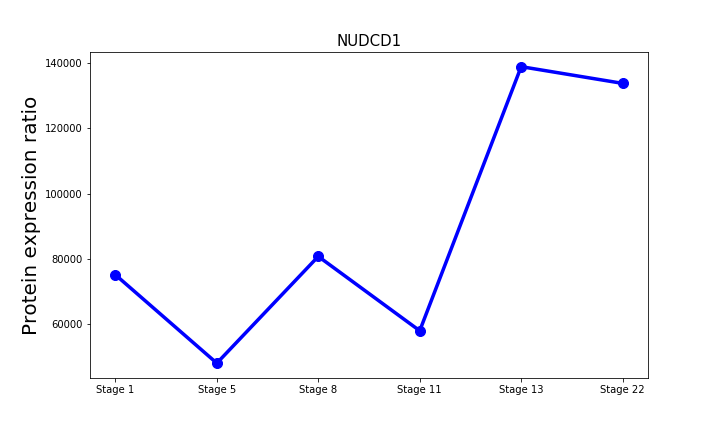 NUDCD1
Protein expression ratio
140000
120000
100000
80000
60000
Stage 1 Stage 5 Stage 8 Stage 11 Stage 13 Stage 22